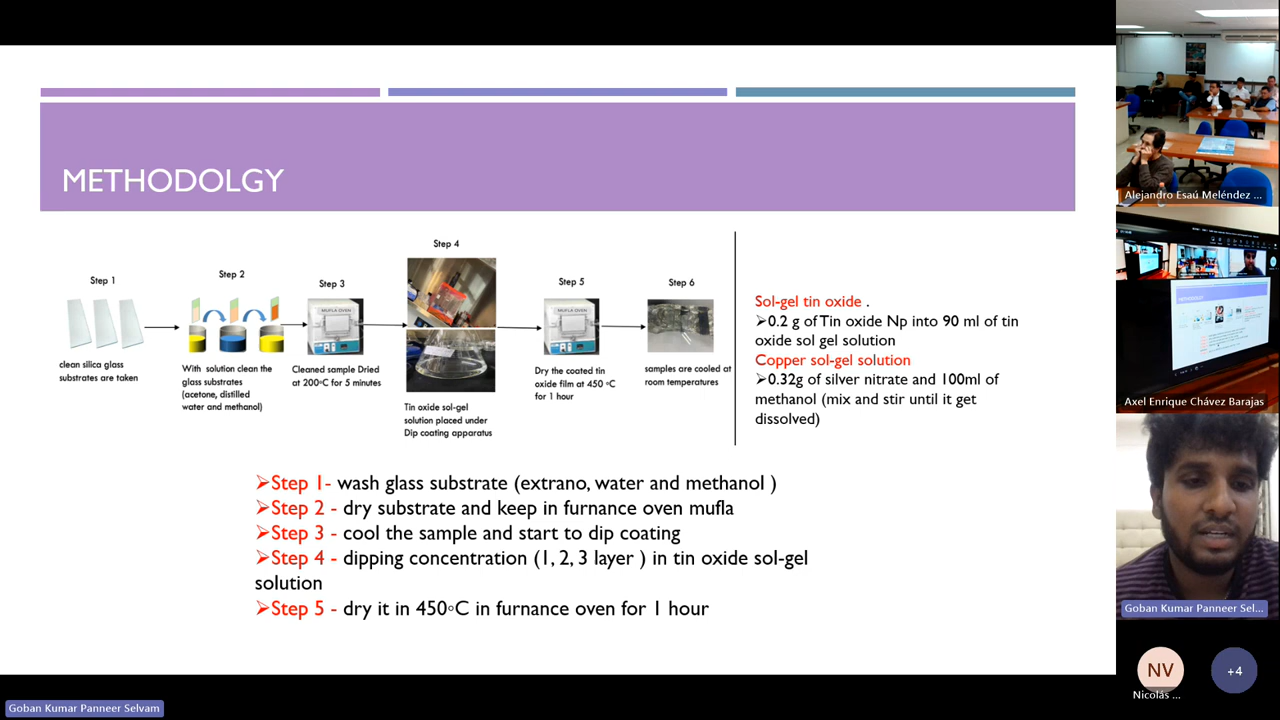 METHODOLGY
Step 1
clean silica glass
substrates are taken
Step 2
With solution clean the
glass substrates
(acetone, distilled
water and methanol)
Step 3
MUFLA OVEN
Cleaned sample Dried
at 200°C for 5 minutes
Step 4
Tin oxide sol-gel
solution placed under
Dip coating apparatus
Step 5
MUFLA OVEN
Dry the coated tin
oxide film at 450 °C
for 1 hour
Step 6
samples are cooled at
room temperatures
Sol-gel tin oxide .
➢0.2 g of Tin oxide Np into 90 ml of tin
oxide sol gel solution
Copper sol-gel solution
➢0.32g of silver nitrate and 100ml of
methanol (mix and stir until it get
dissolved)
➢Step 1- wash glass substrate (extrano, water and methanol )
➢Step 2 - dry substrate and keep in furnance oven mufla
➢Step 3 - cool the sample and start to dip coating
➢Step 4 - dipping concentration (1, 2, 3 layer ) in tin oxide sol-gel
solution
➢Step 5 - dry it in 450°C in furnance oven for 1 hour
Alejandro Esaú Meléndez ...
Axel Enrique Chávez Barajas
Goban Kumar Panneer Sel...
NV
Nicolás ...
+4
Goban Kumar Panneer Selvam